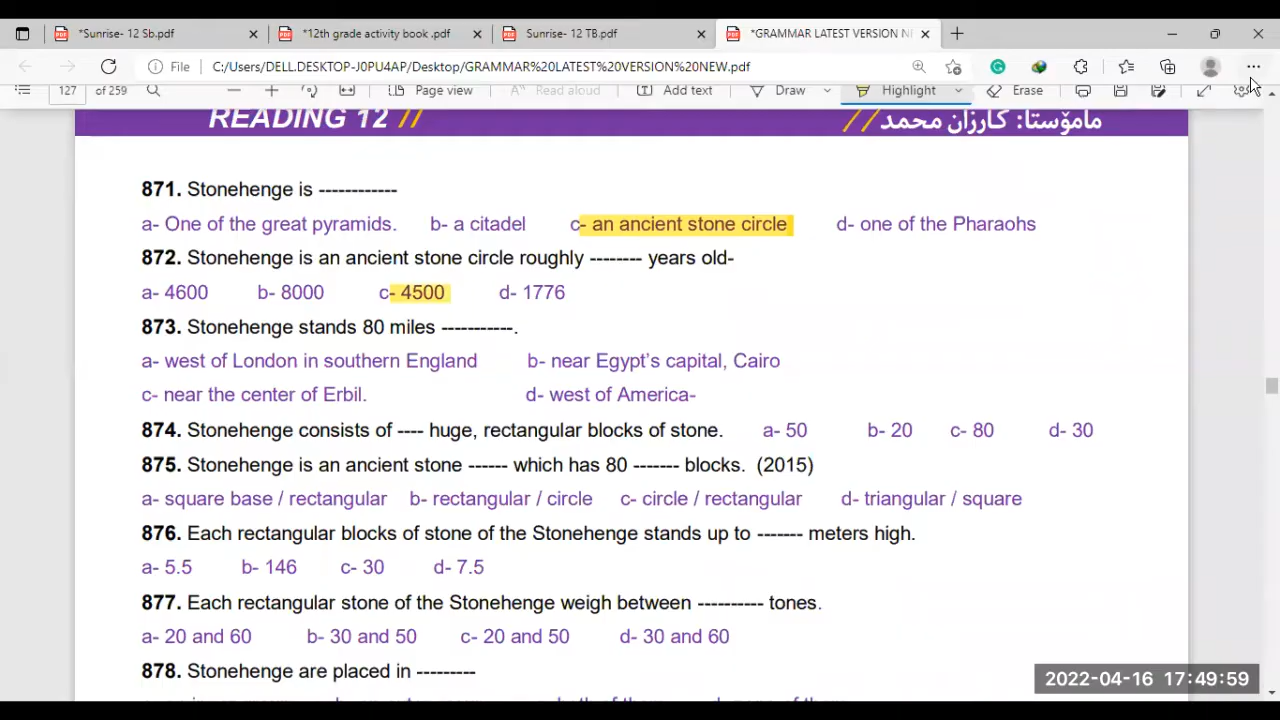 *Sunrise- 12 Sb.pdf
*12th grade activity book .pdf
Sunrise- 12 TB.pdf
*GRAMMAR LATEST VERSION NE
File C:/Users/DELL.DESKTOP-J0PU4AP/Desktop/GRAMMAR%20LATEST%20VERSION%20NEW.pdf
127 of 259 Page view Read aloud Add text Draw Highlight Erase
READING 12 // // مامۆستا: کارزان محمد
871. Stonehenge is ------------
a- One of the great pyramids. b- a citadel c- an ancient stone circle d- one of the Pharaohs
872. Stonehenge is an ancient stone circle roughly -------- years old-
a- 4600 b- 8000 c- 4500 d- 1776
873. Stonehenge stands 80 miles -----------.
a- west of London in southern England b- near Egypt's capital, Cairo
c- near the center of Erbil. d- west of America-
874. Stonehenge consists of ---- huge, rectangular blocks of stone. a- 50 b- 20 c- 80 d- 30
875. Stonehenge is an ancient stone ------ which has 80 ------- blocks. (2015)
a- square base / rectangular b- rectangular / circle c- circle / rectangular d- triangular / square
876. Each rectangular blocks of stone of the Stonehenge stands up to ------- meters high.
a- 5.5 b- 146 c- 30 d- 7.5
877. Each rectangular stone of the Stonehenge weigh between ---------- tones.
a- 20 and 60 b- 30 and 50 c- 20 and 50 d- 30 and 60
878. Stonehenge are placed in ---------
2022-04-16 17:49:59